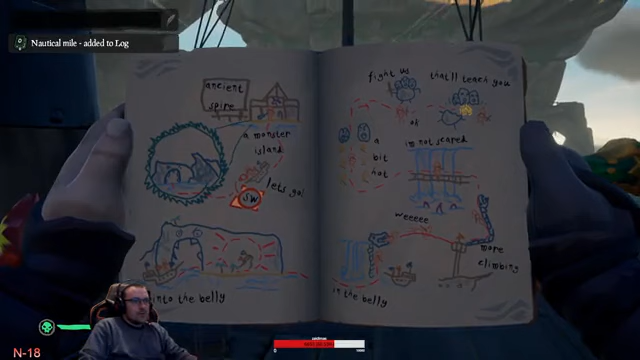 Nautical mile - added to Log
ancient
spire
a monster
island
lets go!
SW
into the belly
fight us
that'll teach you
ok
a
bit
hot
im not scared
weeeee
more
climbing
in the belly
N-18